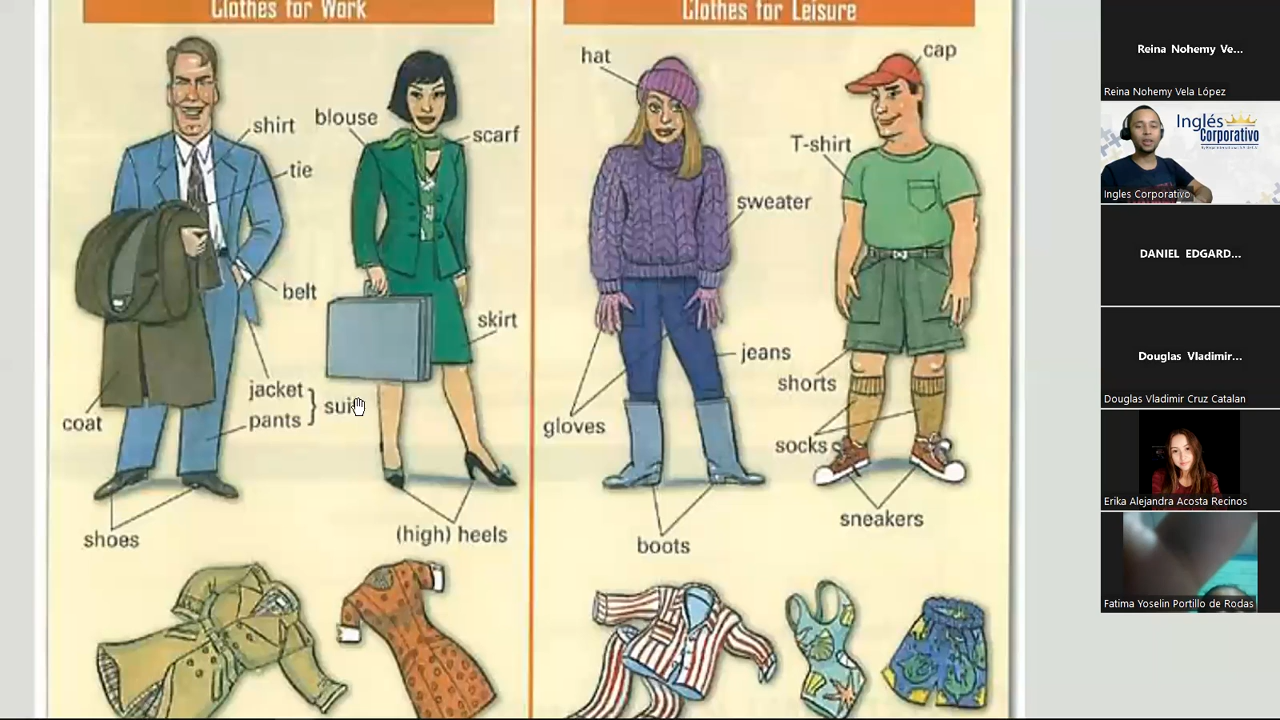 Clothes for Work
Clothes for Leisure
shirt
blouse
scarf
tie
belt
skirt
jacket
pants
suit
coat
shoes
(high) heels
hat
cap
T-shirt
sweater
jeans
shorts
gloves
socks
sneakers
boots
Reina Nohemy Ve...
Reina Nohemy Vela López
Inglés
Corporativo
Ingles Corporativo
DANIEL EDGARD...
Douglas Vladimir...
Douglas Vladimir Cruz Catalan
Erika Alejandra Acosta Recinos
Fatima Yoselin Portillo de Rodas